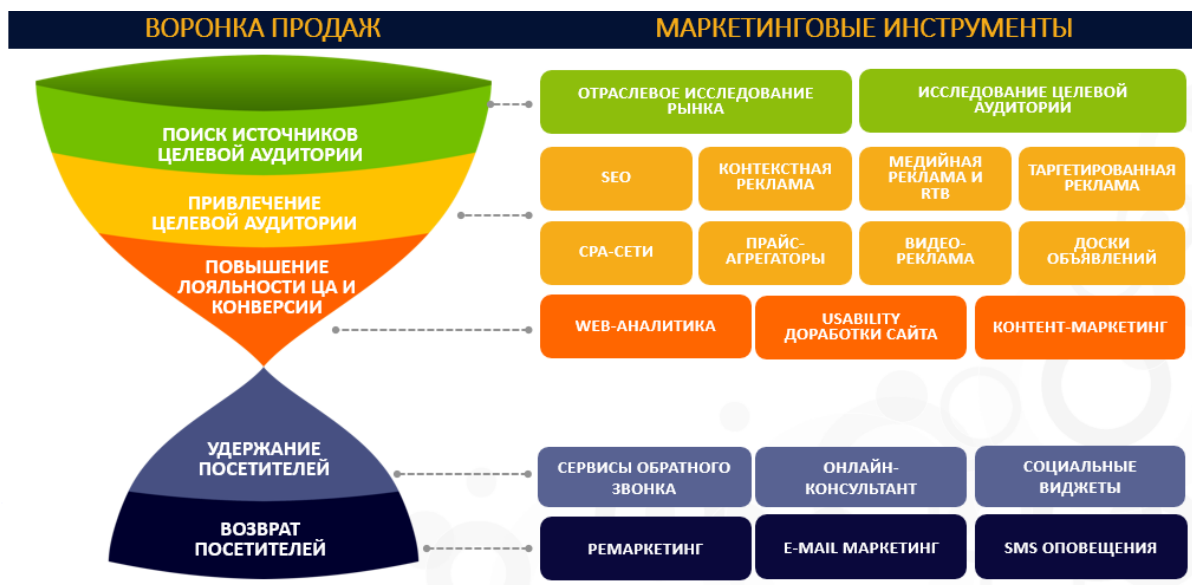 ВОРОНКА ПРОДАЖ
МАРКЕТИНГОВЫЕ ИНСТРУМЕНТЫ
ПОИСК ИСТОЧНИКОВ
ЦЕЛЕВОЙ АУДИТОРИИ
ОТРАСЛЕВОЕ ИССЛЕДОВАНИЕ
РЫНКА
ИССЛЕДОВАНИЕ ЦЕЛЕВОЙ
АУДИТОРИИ
ПРИВЛЕЧЕНИЕ
ЦЕЛЕВОЙ АУДИТОРИИ
SEO
КОНТЕКСТНАЯ
РЕКЛАМА
МЕДИЙНАЯ
РЕКЛАМА И
RTB
ТАРГЕТИРОВАННАЯ
РЕКЛАМА
CPA-СЕТИ
ПРАЙС-
АГРЕГАТОРЫ
ВИДЕО-
РЕКЛАМА
ДОСКИ
ОБЪЯВЛЕНИЙ
ПОВЫШЕНИЕ
ЛОЯЛЬНОСТИ ЦА И
КОНВЕРСИИ
WEB-АНАЛИТИКА
USABILITY
ДОРАБОТКИ САЙТА
КОНТЕНТ-МАРКЕТИНГ
УДЕРЖАНИЕ
ПОСЕТИТЕЛЕЙ
СЕРВИСЫ ОБРАТНОГО
ЗВОНКА
ОНЛАЙН-
КОНСУЛЬТАНТ
СОЦИАЛЬНЫЕ
ВИДЖЕТЫ
ВОЗВРАТ
ПОСЕТИТЕЛЕЙ
РЕМАРКЕТИНГ
E-MAIL МАРКЕТИНГ
SMS ОПОВЕЩЕНИЯ